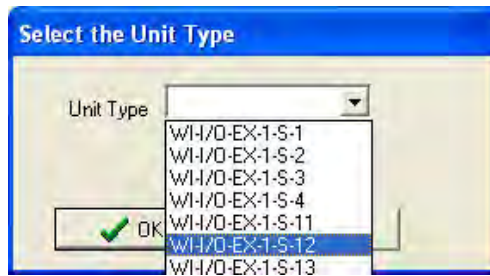 Select the Unit Type
Unit Type
WI-I/O-EX-1-S-1
WI-I/O-EX-1-S-2
WI-I/O-EX-1-S-3
WI-I/O-EX-1-S-4
WI-I/O-EX-1-S-11
OK
WI-I/O-EX-1-S-12
WI-I/O-EX-1-S-13